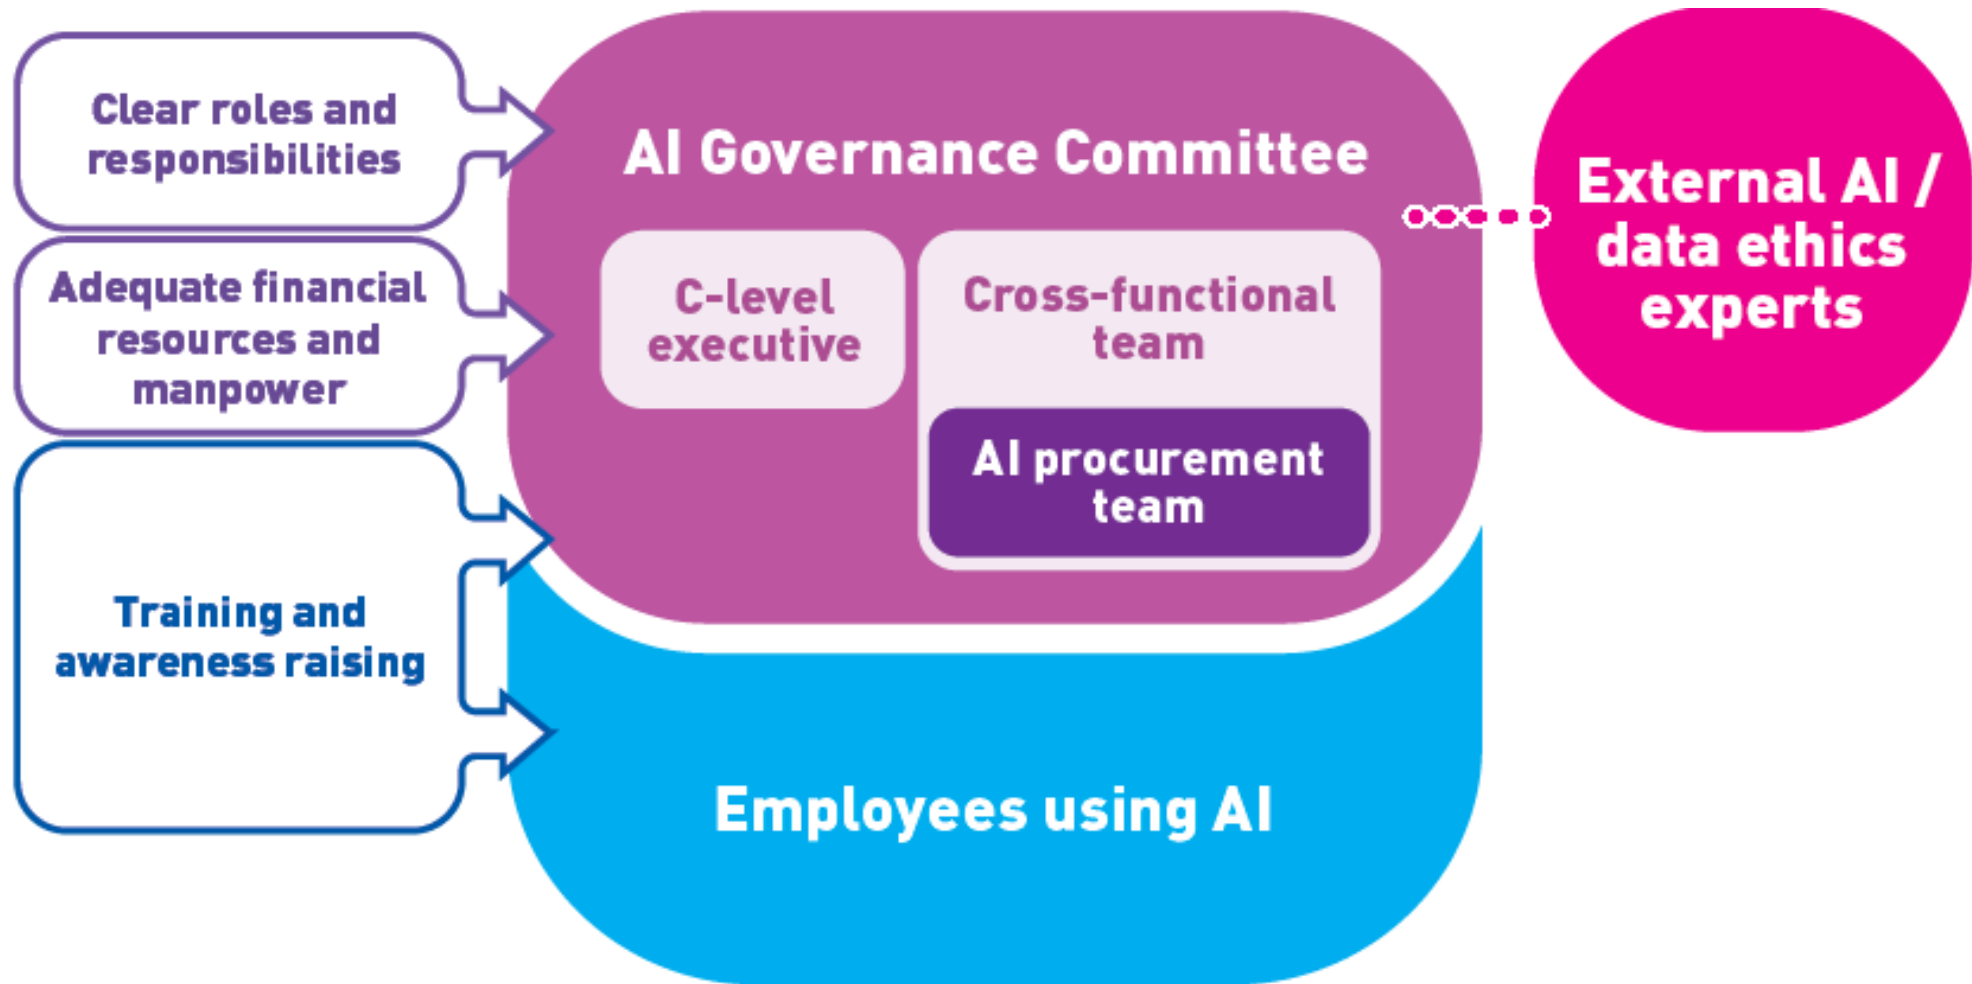 Clear roles and
responsibilities
Adequate financial
resources and
manpower
Training and
awareness raising
AI Governance Committee
C-level
executive
Cross-functional
team
AI procurement
team
Employees using AI
External AI /
data ethics
experts